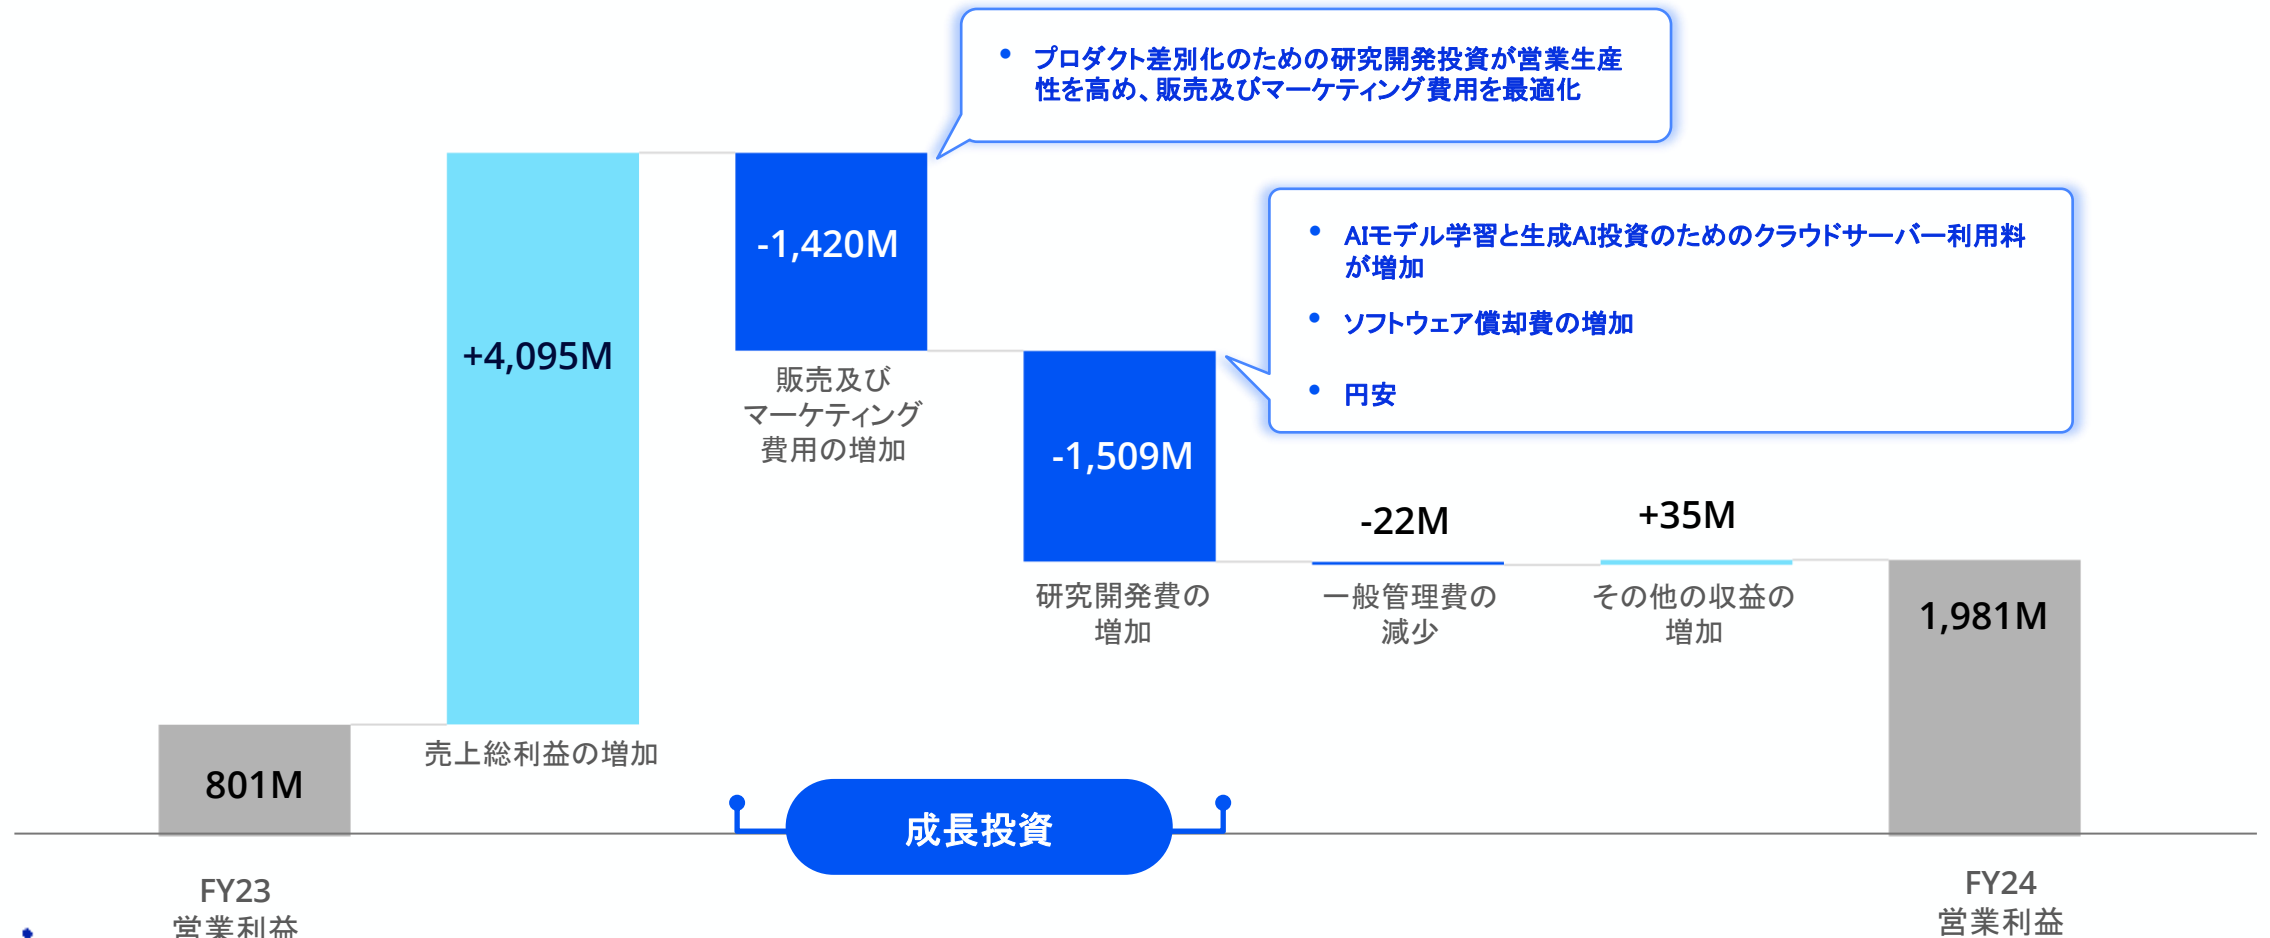 • プロダクト差別化のための研究開発投資が営業生産
性を高め、販売及びマーケティング費用を最適化
• AIモデル学習と生成AI投資のためのクラウドサーバー利用料
が増加
• ソフトウェア償却費の増加
• 円安
801M
FY23
営業利益
+4,095M
売上総利益の増加
-1,420M
販売及び
マーケティング
費用の増加
-1,509M
研究開発費の
増加
-22M
一般管理費の
減少
+35M
その他の収益の
増加
1,981M
FY24
営業利益
成長投資